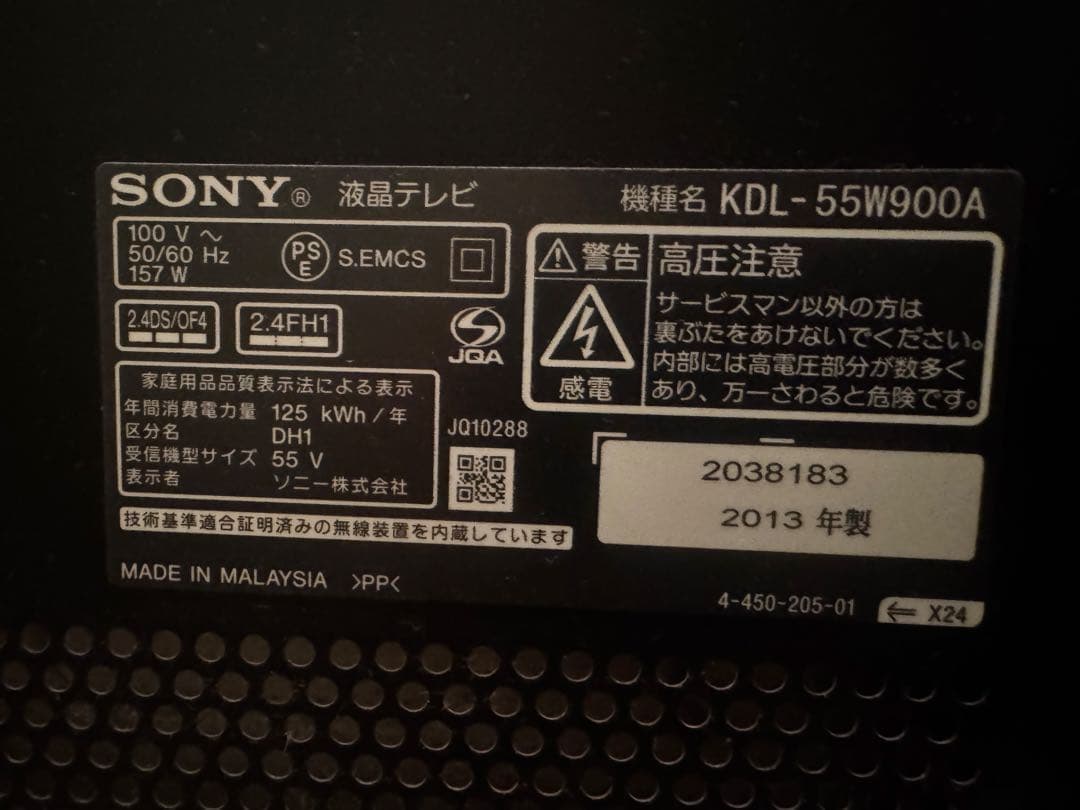 SONY® 液晶テレビ
機種名 KDL-55W900A
100 V ～
50/60 Hz
157 W
PS
E
S.EMCS
2.4DS/OF4
2.4FH1
JQA
⚠警告
感電
高圧注意
サービスマン以外の方は
裏ぶたをあけないでください。
内部には高電圧部分が数多く
あり、万一さわると危険です。
家庭用品品質表示法による表示
年間消費電力量 125 kWh/年
区分名 DH1
受信機型サイズ 55 V
表示者 ソニー株式会社
JQ10288
2038183
2013 年製
技術基準適合証明済みの無線装置を内蔵しています
MADE IN MALAYSIA >PP<
4-450-205-01
⇐ X24